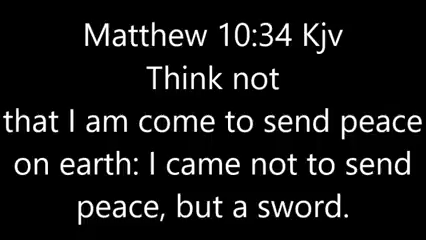 Matthew 10:34 Kjv
Think not
that I am come to send peace
on earth: I came not to send
peace, but a sword.